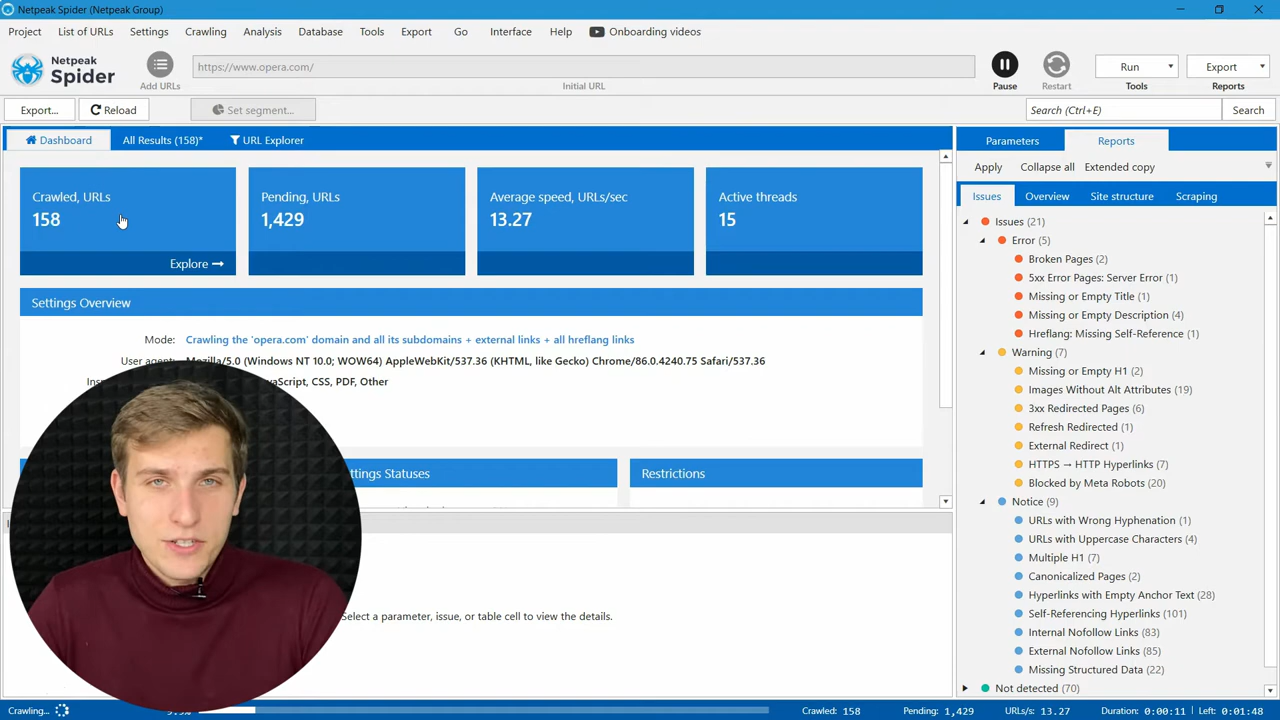 Netpeak Spider (Netpeak Group)
Project List of URLs Settings Crawling Analysis Database Tools Export Go Interface Help Onboarding videos
Netpeak Spider
Add URLs
https://www.opera.com/
Initial URL
Pause
Restart
Run
Tools
Export
Reports
Export... Reload Set segment... Search (Ctrl+E) Search
Dashboard All Results (158)* URL Explorer
Crawled, URLs
158
Explore →
Pending, URLs
1,429
Average speed, URLs/sec
13.27
Active threads
15
Settings Overview
Mode: Crawling the 'opera.com' domain and all its subdomains + external links + all hreflang links
User agent: Mozilla/5.0 (Windows NT 10.0; WOW64) AppleWebKit/537.36 (KHTML, like Gecko) Chrome/86.0.4240.75 Safari/537.36
CSS, PDF, Other
Statuses
Restrictions
Select a parameter, issue, or table cell to view the details.
Parameters Reports
Apply Collapse all Extended copy
Issues Overview Site structure Scraping
Issues (21)
Error (5)
Broken Pages (2)
5xx Error Pages: Server Error (1)
Missing or Empty Title (1)
Missing or Empty Description (4)
Hreflang: Missing Self-Reference (1)
Warning (7)
Missing or Empty H1 (2)
Images Without Alt Attributes (19)
3xx Redirected Pages (6)
Refresh Redirected (1)
External Redirect (1)
HTTPS → HTTP Hyperlinks (7)
Blocked by Meta Robots (20)
Notice (9)
URLs with Wrong Hyphenation (1)
URLs with Uppercase Characters (4)
Multiple H1 (7)
Canonicalized Pages (2)
Hyperlinks with Empty Anchor Text (28)
Self-Referencing Hyperlinks (101)
Internal Nofollow Links (83)
External Nofollow Links (85)
Missing Structured Data (22)
Not detected (70)
Crawling... Crawled: 158 Pending: 1,429 URLs/s: 13.27 Duration: 0:00:11 Left: 0:01:48